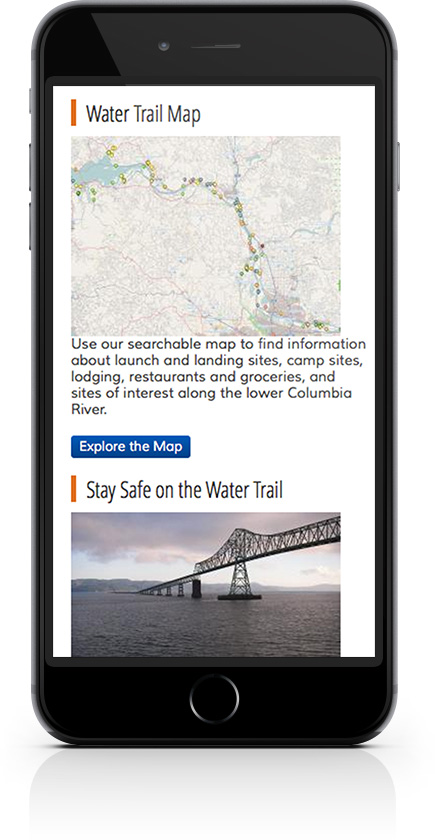 Water Trail Map
Use our searchable map to find information
about launch and landing sites, camp sites,
lodging, restaurants and groceries, and
sites of interest along the lower Columbia
River.
Explore the Map
Stay Safe on the Water Trail